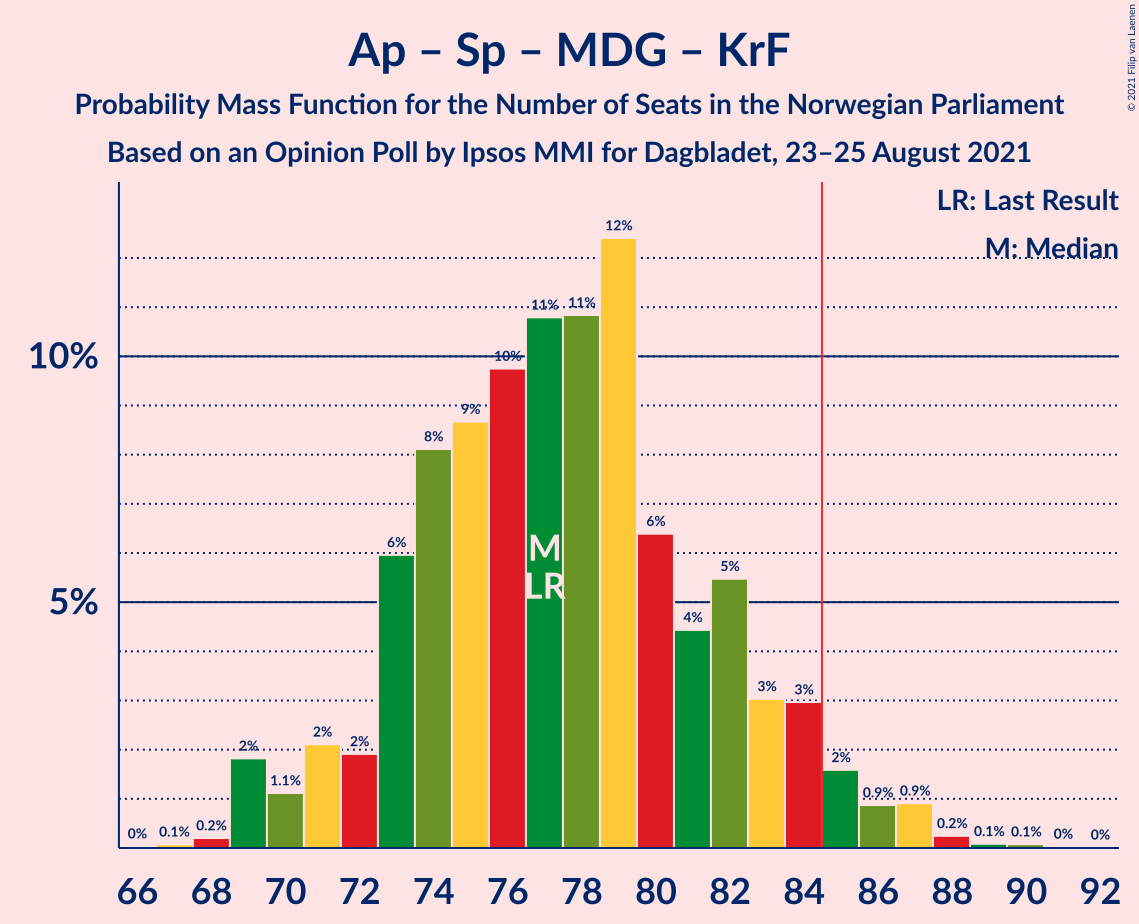 Ap – Sp – MDG – KrF
Probability Mass Function for the Number of Seats in the Norwegian Parliament
Based on an Opinion Poll by Ipsos MMI for Dagbladet, 23–25 August 2021
© 2021 Filip van Laenen
LR: Last Result
M: Median
10%
5%
0% 0.1% 0.2% 2% 1.1% 2% 2% 6% 8% 9% 10% 11% 11% 12% 6% 4% 5% 3% 3% 2% 0.9% 0.9% 0.2% 0.1% 0.1% 0% 0%
M
LR
66 68 70 72 74 76 78 80 82 84 86 88 90 92